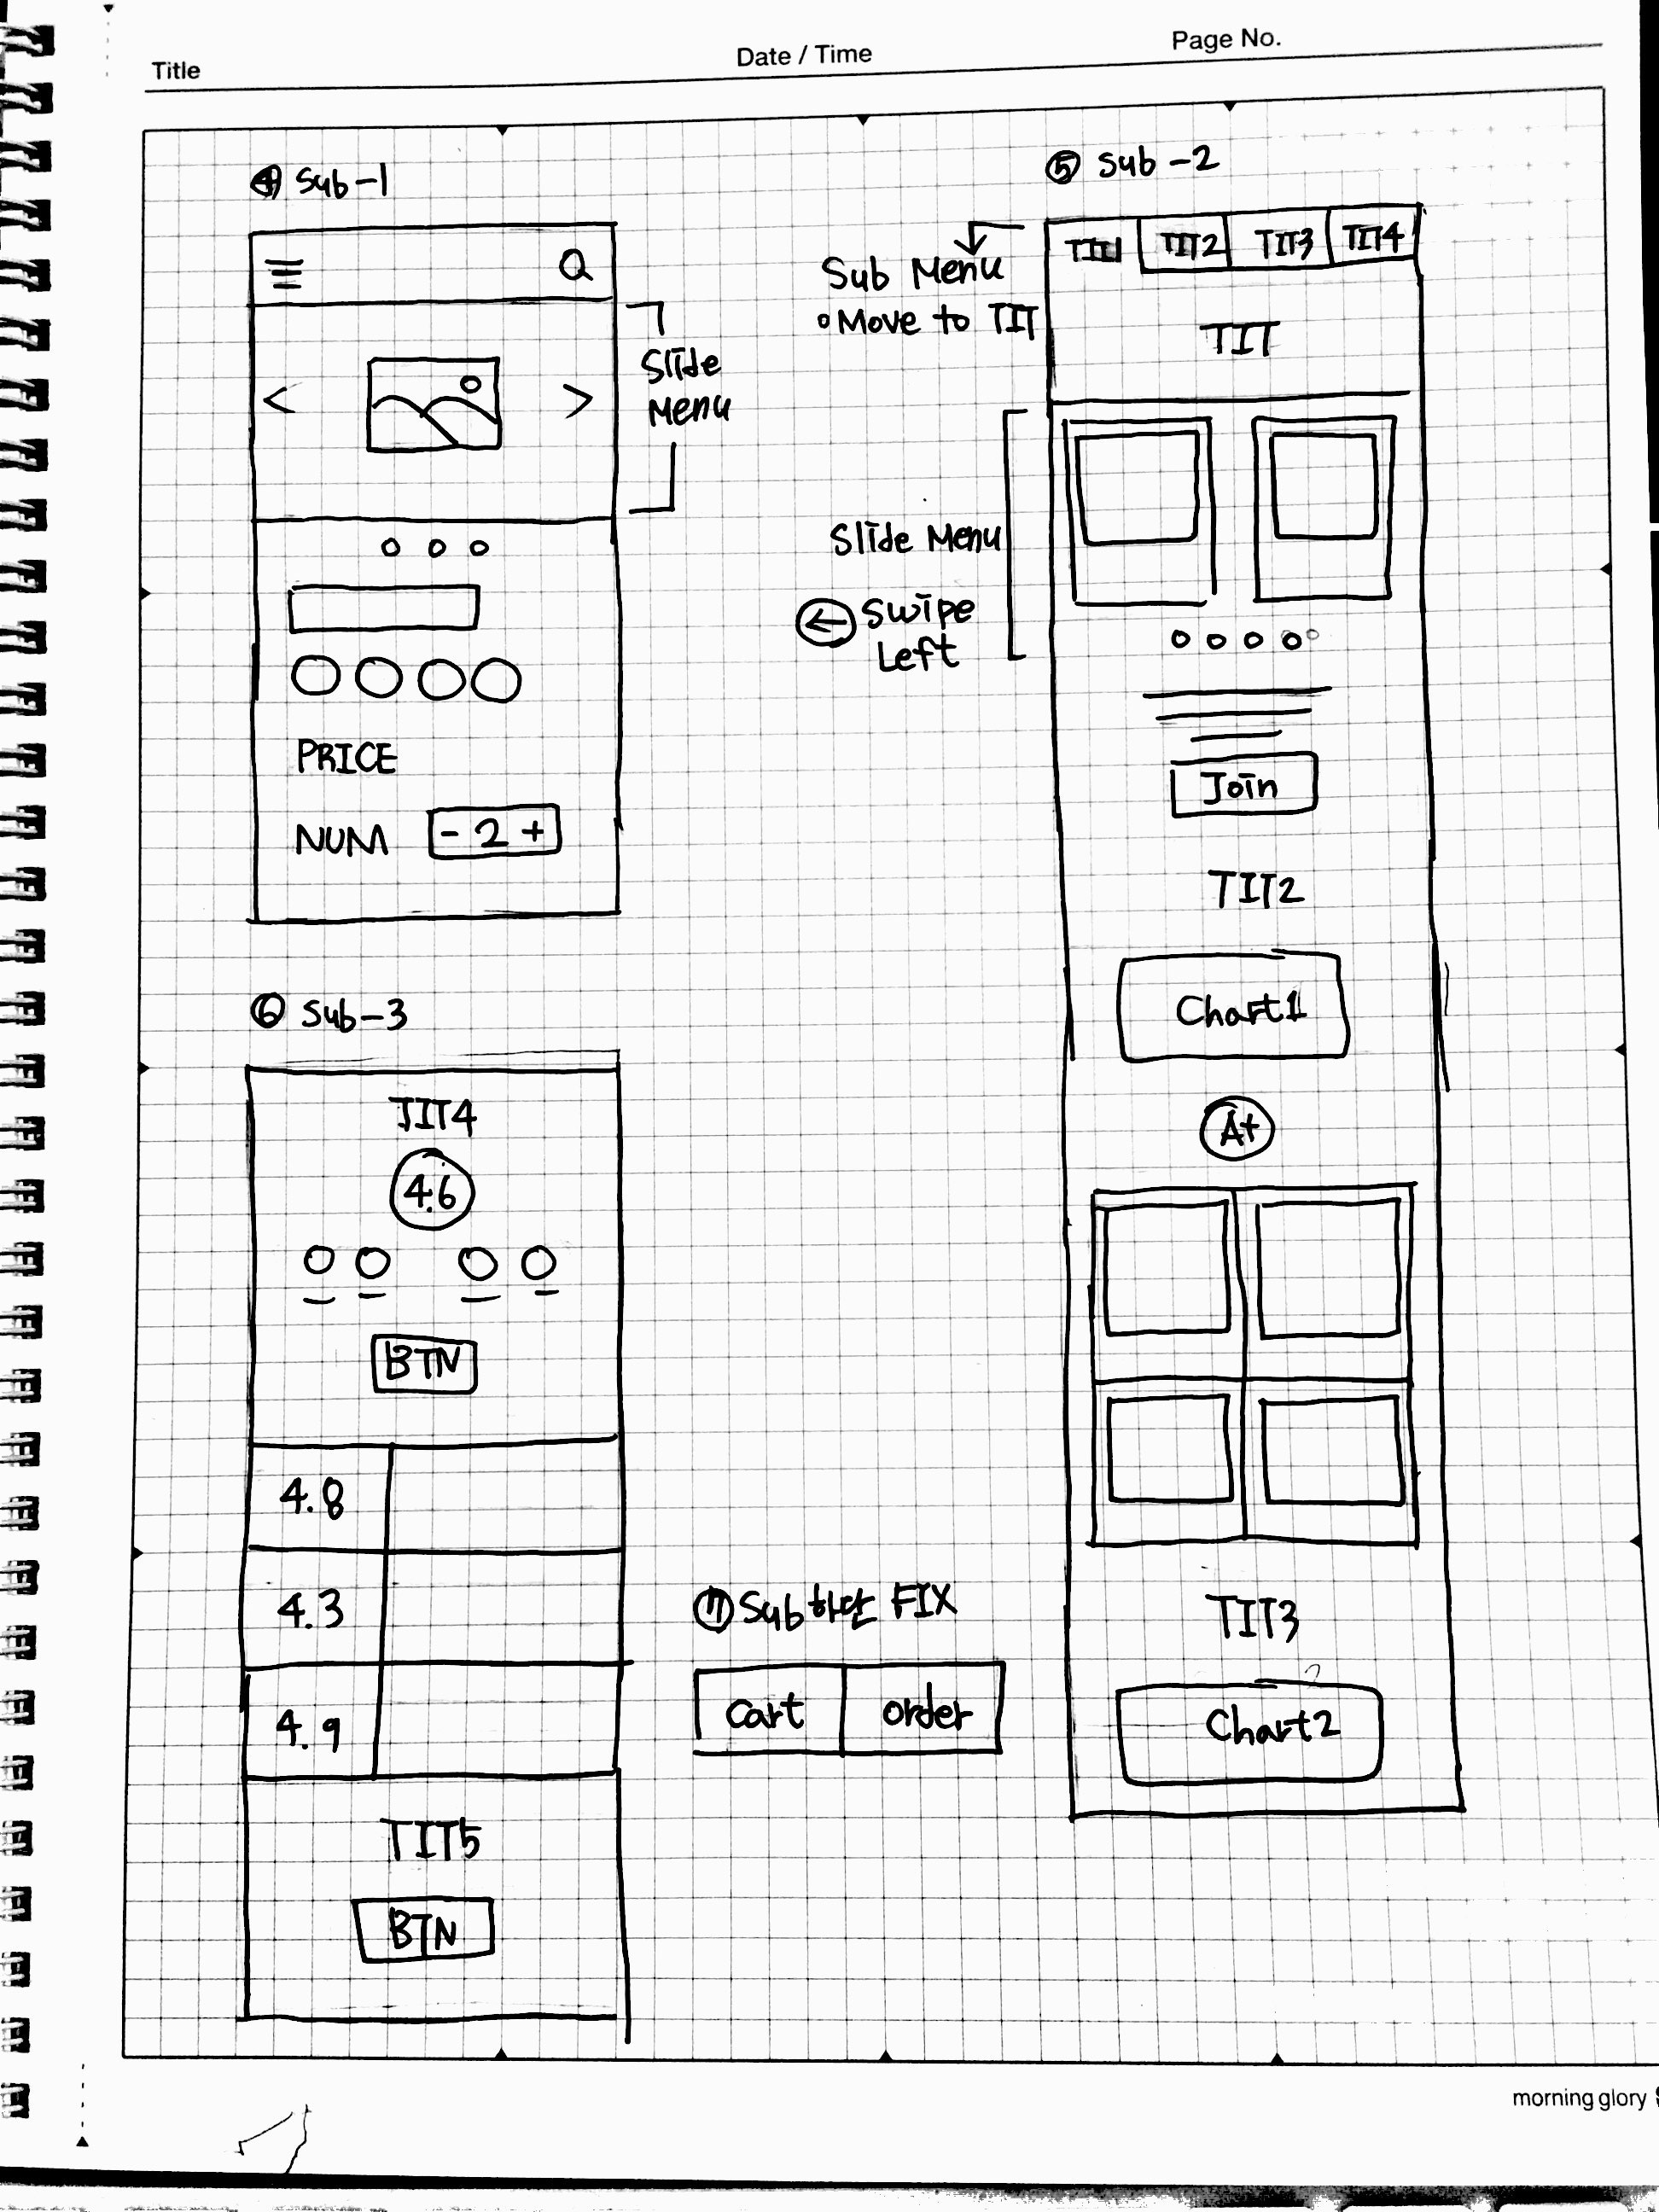 Title
Date / Time
Page No.
④ Sub-1
Slide
Menu
PRICE
NUM - 2 +
⑤ Sub-2
TIT1 TIT2 TIT3 TIT4
Sub Menu
Move to TIT
TIT
Slide Menu
Swipe
Left
Join
TIT2
Chart1
A+
TIT3
Chart2
⑥ Sub-3
TIT4
4.6
BTN
4.8
4.3
4.9
TIT5
BTN
⑦ Sub 하단 FIX
Cart order
morning glory